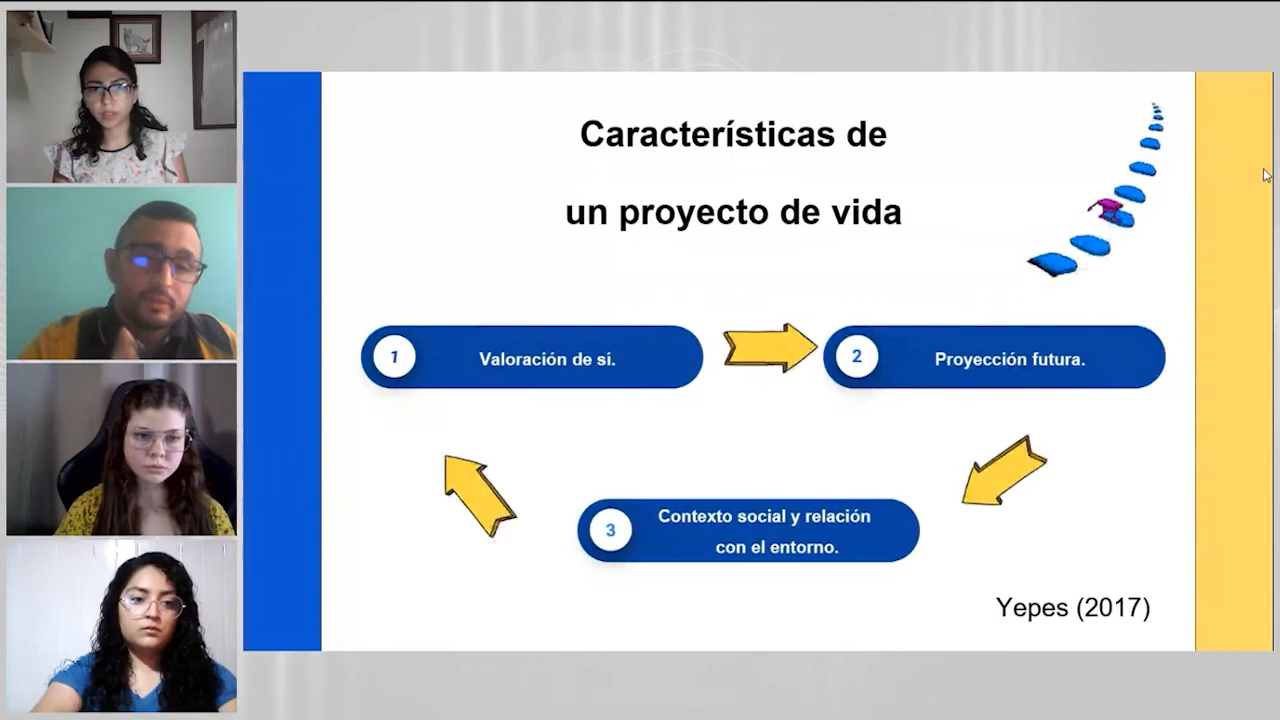 Características de
un proyecto de vida
1
Valoración de sí.
2
Proyección futura.
3
Contexto social y relación
con el entorno.
Yepes (2017)